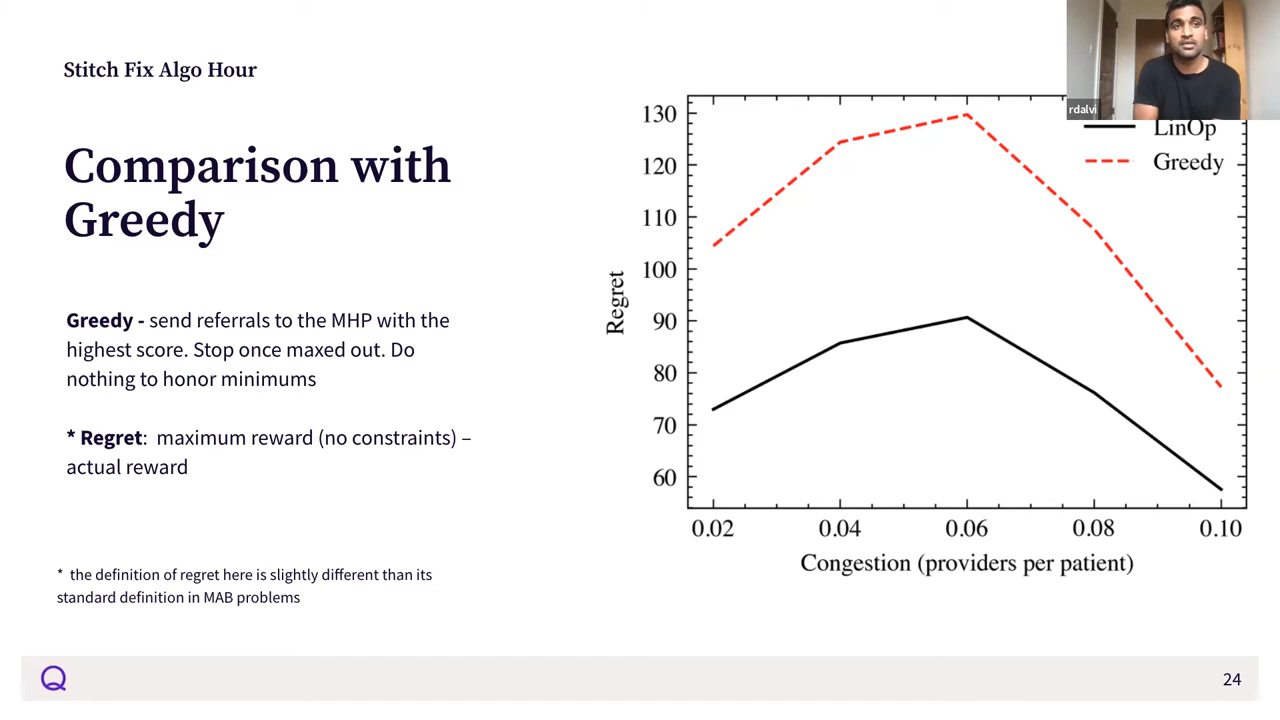 Stitch Fix Algo Hour
rdalvi
Comparison with
Greedy
Greedy - send referrals to the MHP with the
highest score. Stop once maxed out. Do
nothing to honor minimums
* Regret:  maximum reward (no constraints) –
actual reward
*  the definition of regret here is slightly different than its
standard definition in MAB problems
LinOp
Greedy
130
120
110
100
90
80
70
60
Regret
0.02 0.04 0.06 0.08 0.10
Congestion (providers per patient)
24